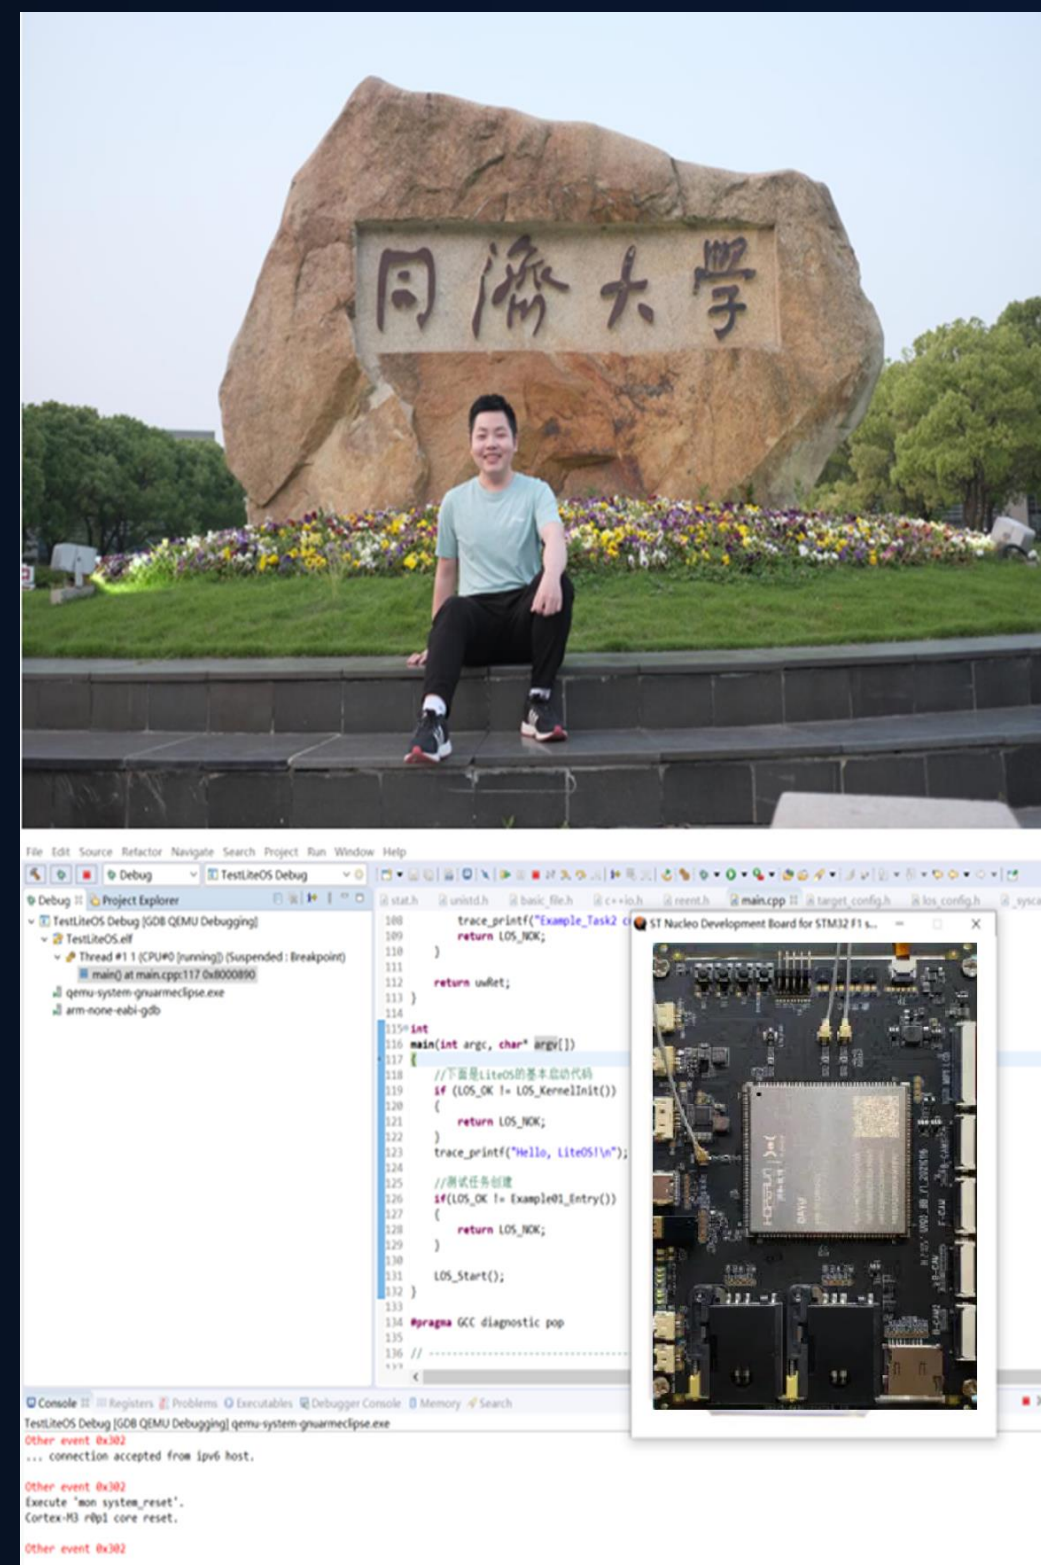 同濟大學
File Edit Source Refactor Navigate Search Project Run Window Help
Debug
TestLiteOS Debug
Debug
Project Explorer
stat.h
unistd.h
basic_file.h
c++io.h
reent.h
main.cpp
target_config.h
los_config.h
TestLiteOS Debug [GDB QEMU Debugging]
TestLiteOS.elf
Thread #1 1 (CPU#0 [running]) (Suspended : Breakpoint)
main() at main.cpp:117 0x8000890
qemu-system-gnuarmeclipse.exe
arm-none-eabi-gdb
108 trace_printf("Example_Task2 c
109 return LOS_NOK;
110 }
111
112 return uwRet;
113 }
114
115 int
116 main(int argc, char* argv[])
117 {
118 //下面是LiteOS的基本启动代码
119 if (LOS_OK != LOS_KernelInit())
120 {
121 return LOS_NOK;
122 }
123 trace_printf("Hello, LiteOS!\n");
124
125 //测试任务创建
126 if(LOS_OK != Example01_Entry())
127 {
128 return LOS_NOK;
129 }
130
131 LOS_Start();
132 }
133
134 #pragma GCC diagnostic pop
135
136 // --------------------------------
ST Nucleo Development Board for STM32 F1 s...
HOPERUN
DAYU
Console Registers Problems Executables Debugger Console Memory Search
TestLiteOS Debug [GDB QEMU Debugging] qemu-system-gnuarmeclipse.exe
Other event 0x302
... connection accepted from ipv6 host.
Other event 0x302
Execute 'mon system_reset'.
Cortex-M3 r0p1 core reset.
Other event 0x302